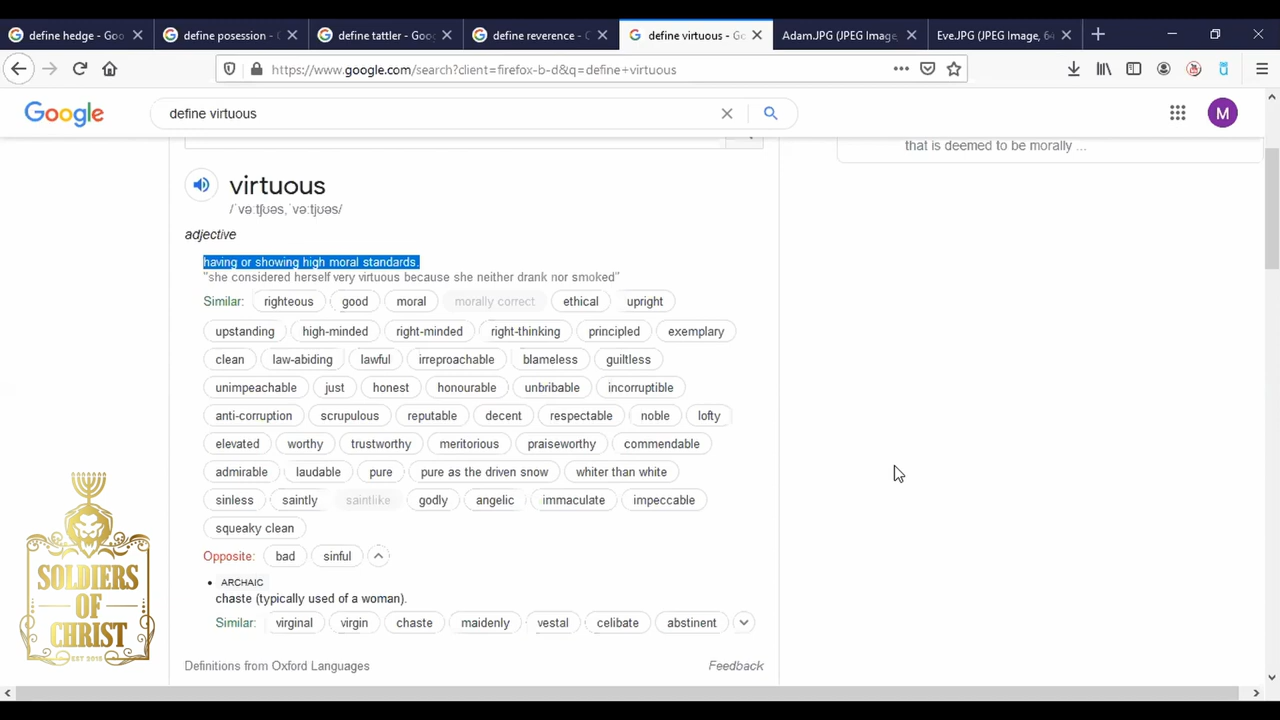 define hedge - Goo
define posession - G
define tattler - Goo
define reverence - G
define virtuous - Go
Adam.JPG (JPEG Image,
Eve.JPG (JPEG Image, 64
https://www.google.com/search?client=firefox-b-d&q=define+virtuous
Google
define virtuous
M
that is deemed to be morally ...
virtuous
/ˈvəːtʃʊəs,ˈvəːtjʊəs/
adjective
having or showing high moral standards.
"she considered herself very virtuous because she neither drank nor smoked"
Similar: righteous good moral morally correct ethical upright
upstanding high-minded right-minded right-thinking principled exemplary
clean law-abiding lawful irreproachable blameless guiltless
unimpeachable just honest honourable unbribable incorruptible
anti-corruption scrupulous reputable decent respectable noble lofty
elevated worthy trustworthy meritorious praiseworthy commendable
admirable laudable pure pure as the driven snow whiter than white
sinless saintly saintlike godly angelic immaculate impeccable
squeaky clean
Opposite: bad sinful
• ARCHAIC
chaste (typically used of a woman).
Similar: virginal virgin chaste maidenly vestal celibate abstinent
Definitions from Oxford Languages
Feedback
SOLDIERS
OF
CHRIST